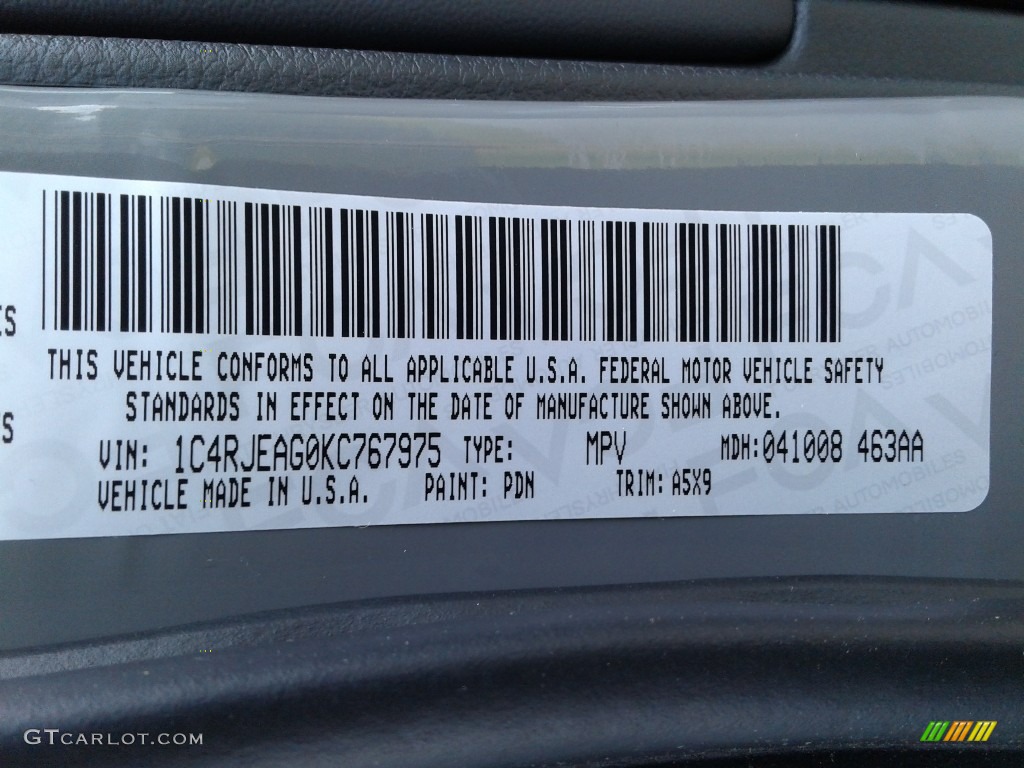 ES
S
THIS VEHICLE CONFORMS TO ALL APPLICABLE U.S.A. FEDERAL MOTOR VEHICLE SAFETY
STANDARDS IN EFFECT ON THE DATE OF MANUFACTURE SHOWN ABOVE.
VIN: 1C4RJEAG0KC767975 TYPE: MPV MDH:041008 463AA
VEHICLE MADE IN U.S.A. PAINT: PDN TRIM: A5X9
GTCARLOT.COM